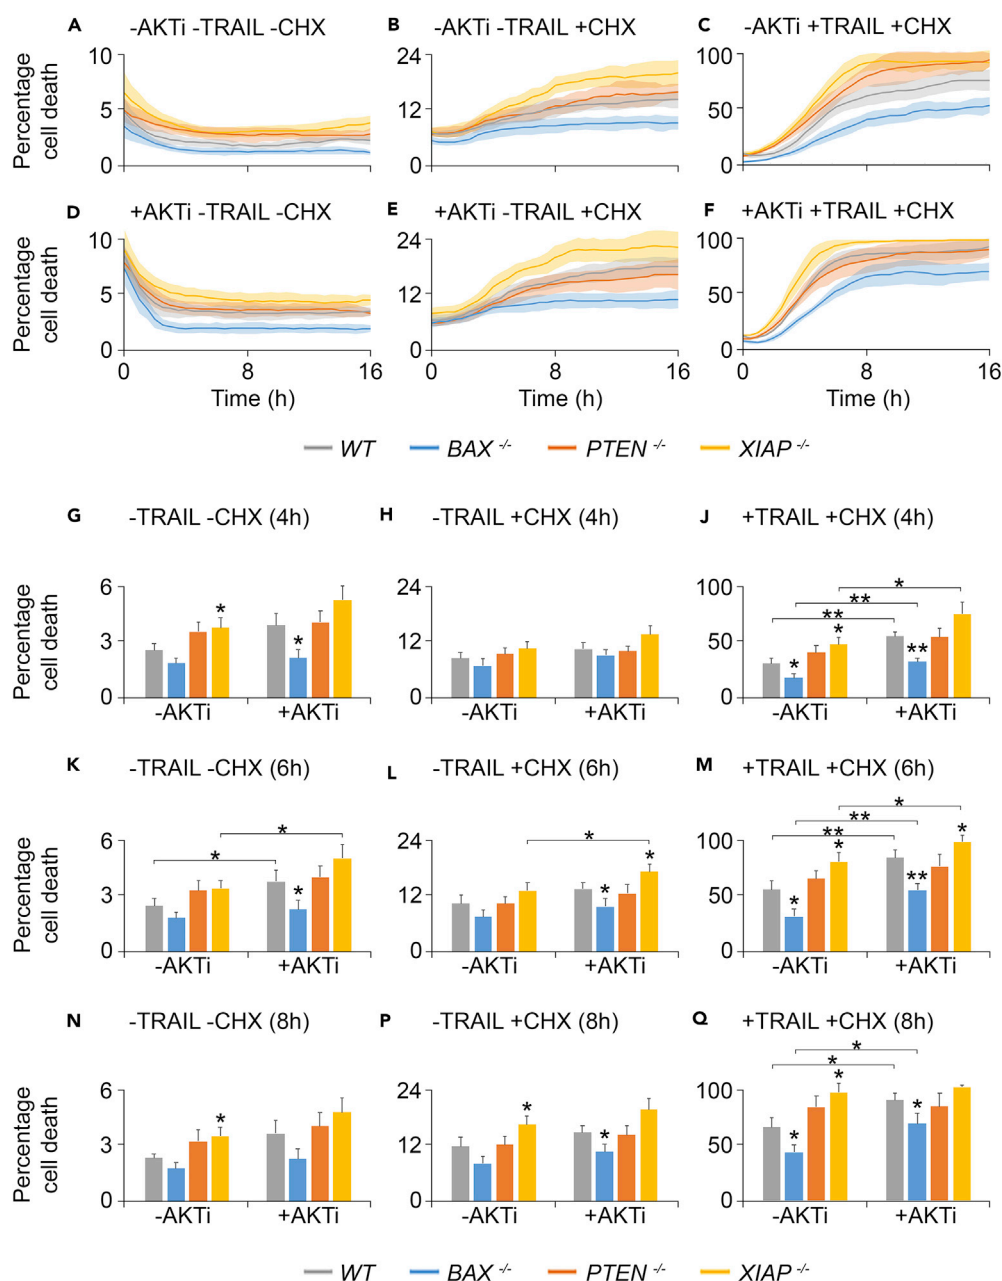 A -AKTi -TRAIL -CHX B -AKTi -TRAIL +CHX C -AKTi +TRAIL +CHX
Percentage
cell death
10 24 100
5 12 50
0 0 0
D +AKTi -TRAIL -CHX E +AKTi -TRAIL +CHX F +AKTi +TRAIL +CHX
Percentage
cell death
10 24 100
5 12 50
0 0 0
0 8 16 0 8 16 0 8 16
Time (h) Time (h) Time (h)
WT BAX -/- PTEN -/- XIAP -/-
G -TRAIL -CHX (4h) H -TRAIL +CHX (4h) J +TRAIL +CHX (4h)
Percentage
cell death
6 24 100
*
**
**
3 * * 12 50 * * **
0 0 0
-AKTi +AKTi -AKTi +AKTi -AKTi +AKTi
K -TRAIL -CHX (6h) L -TRAIL +CHX (6h) M +TRAIL +CHX (6h)
Percentage
cell death
*
**
* * **
6 * 24 * 100 * *
3 * 12 * 50 * **
0 0 0
-AKTi +AKTi -AKTi +AKTi -AKTi +AKTi
N -TRAIL -CHX (8h) P -TRAIL +CHX (8h) Q +TRAIL +CHX (8h)
Percentage
cell death
*
*
6 24 * 100 * *
3 * 12 * 50 *
0 0 0
-AKTi +AKTi -AKTi +AKTi -AKTi +AKTi
WT BAX -/- PTEN -/- XIAP -/-